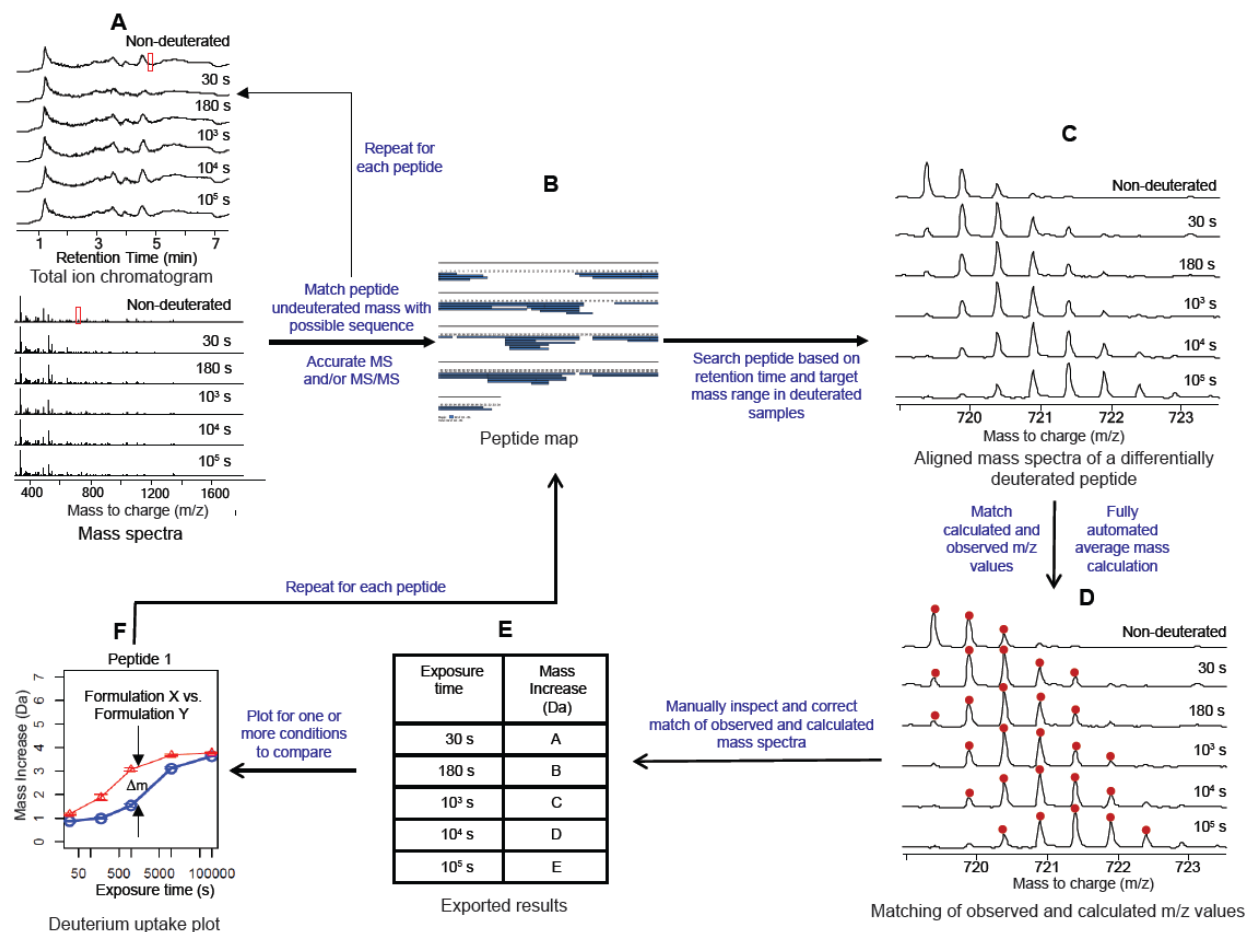 A
Non-deuterated
30 s
180 s
10³ s
10⁴ s
10⁵ s
1 3 5 7
Retention Time (min)
Total ion chromatogram
Non-deuterated
30 s
180 s
10³ s
10⁴ s
10⁵ s
400 800 1200 1600
Mass to charge (m/z)
Mass spectra
Repeat for
each peptide
Match peptide
undeuterated mass with
possible sequence
Accurate MS
and/or MS/MS
B
Peptide map
Search peptide based on
retention time and target
mass range in deuterated
samples
C
Non-deuterated
30 s
180 s
10³ s
10⁴ s
10⁵ s
720 721 722 723
Mass to charge (m/z)
Aligned mass spectra of a differentially
deuterated peptide
Match
calculated and
observed m/z
values
Fully
automated
average mass
calculation
D
Non-deuterated
30 s
180 s
10³ s
10⁴ s
10⁵ s
720 721 722 723
Mass to charge (m/z)
Matching of observed and calculated m/z values
Manually inspect and correct
match of observed and calculated
mass spectra
E
Exposure
time
Mass
Increase
(Da)
30 s A
180 s B
10³ s C
10⁴ s D
10⁵ s E
Exported results
Plot for one or
more conditions
to compare
Repeat for each peptide
F
Peptide 1
Formulation X vs.
Formulation Y
Δm
Mass Increase (Da)
7
6
5
4
3
2
1
0
50 500 5000 100000
Exposure time (s)
Deuterium uptake plot